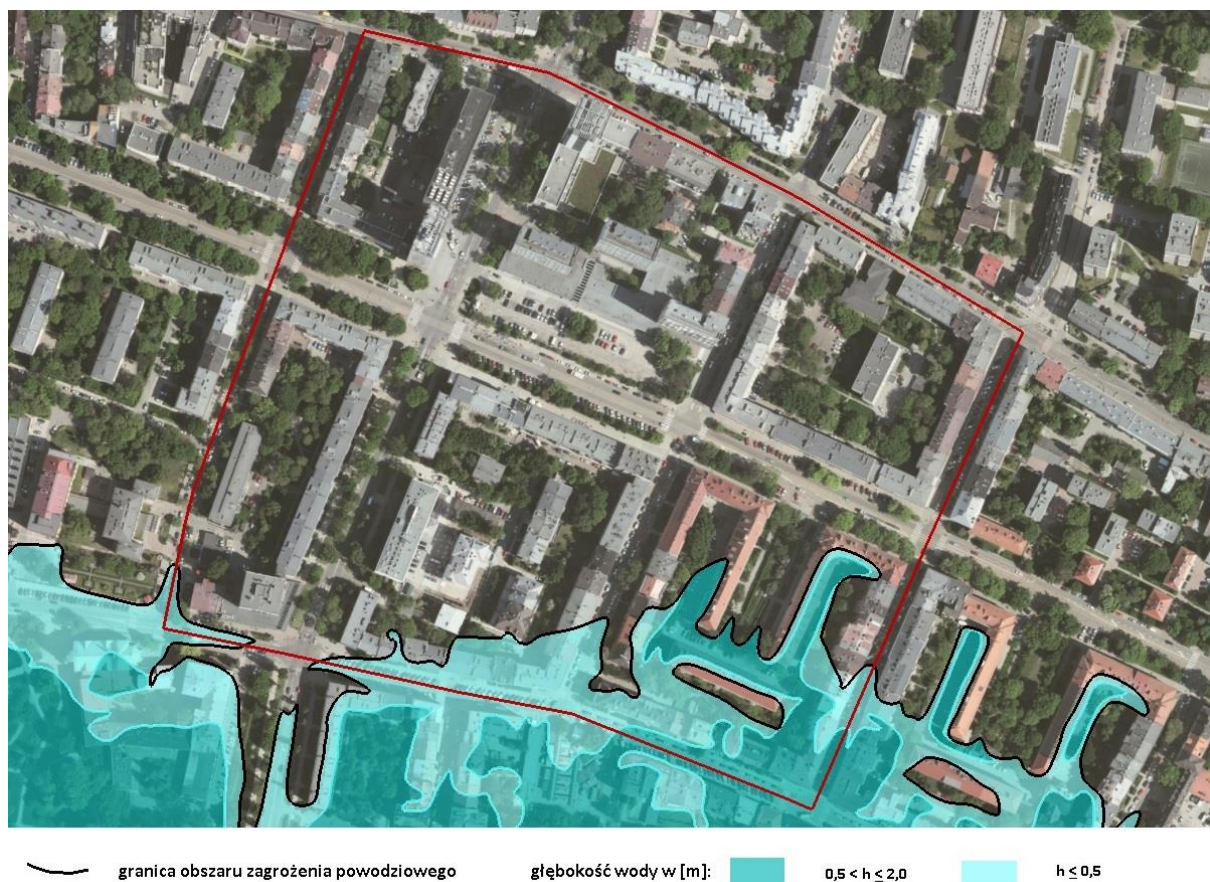 granica obszaru zagrożenia powodziowego
głębokość wody w [m]:
0,5 < h ≤ 2,0
h ≤ 0,5